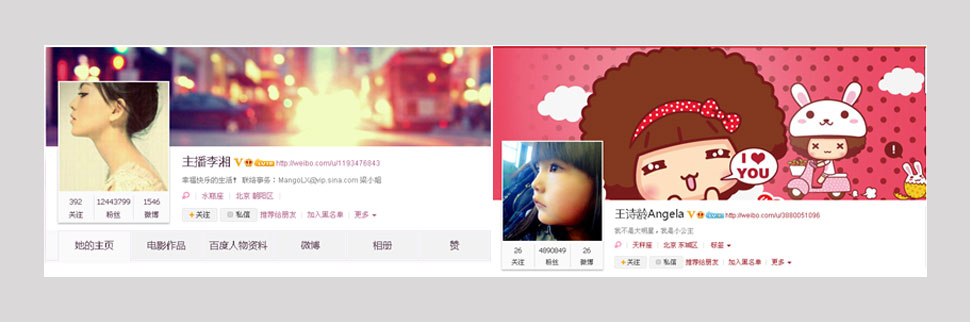 主播李湘 http://weibo.com/u/1193476843
幸福快乐的生活! 联络事务:MangoLX@vip.sina.com 梁小姐
水瓶座 北京 朝阳区
392 12443799 1546
关注 粉丝 微博
+关注 私信 推荐给朋友 加入黑名单 更多
她的主页 电影作品 百度人物资料 微博 相册 赞
I ♥
YOU
王诗龄Angela http://weibo.com/u/3880051096
我不是大明星,我是小公主
天秤座 北京 东城区 标签
26 4890849 26
关注 粉丝 微博
+关注 私信 推荐给朋友 加入黑名单 更多